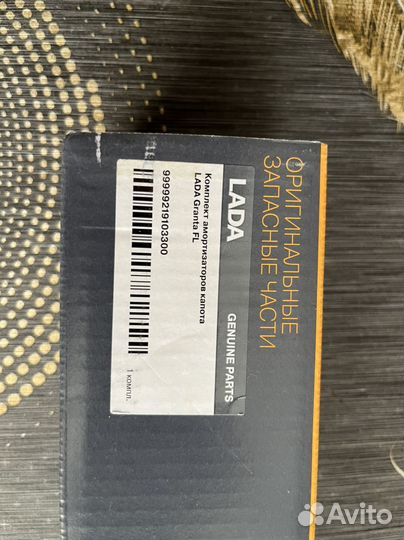 ОРИГИНАЛЬНЫЕ
ЗАПАСНЫЕ ЧАСТИ
LADA
GENUINE PARTS
Комплект амортизаторов капота
LADA Granta FL
99999219103300
1 компл.
Avito